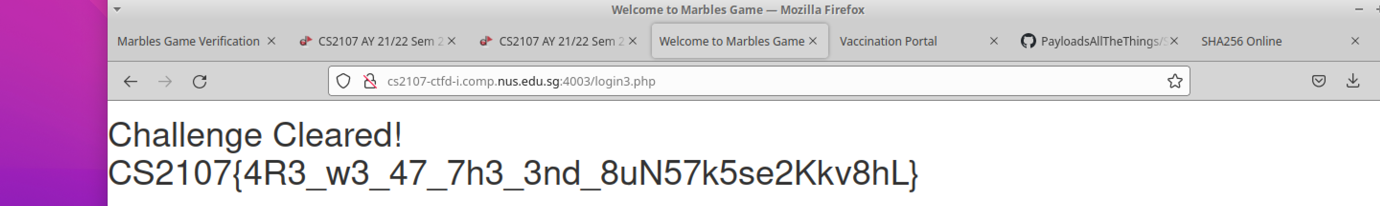 Welcome to Marbles Game — Mozilla Firefox
Marbles Game Verification CS2107 AY 21/22 Sem 2 CS2107 AY 21/22 Sem 2 Welcome to Marbles Game Vaccination Portal PayloadsAllTheThings/S SHA256 Online
cs2107-ctfd-i.comp.nus.edu.sg:4003/login3.php
Challenge Cleared!
CS2107{4R3_w3_47_7h3_3nd_8uN57k5se2Kkv8hL}